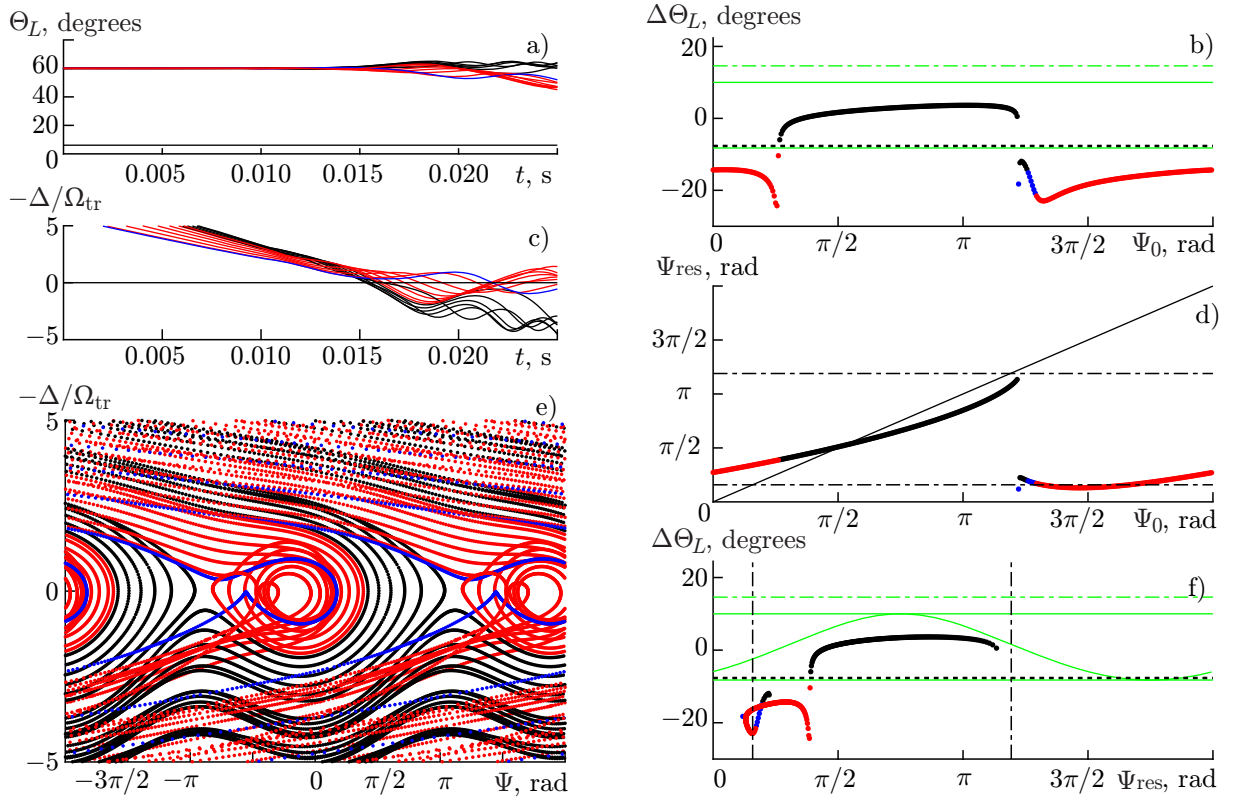 Θ_L, degrees
a)
60
40
20
0
0.005 0.010 0.015 0.020 t, s
−Δ/Ω_tr
c)
5
0
−5
0.005 0.010 0.015 0.020 t, s
−Δ/Ω_tr
e)
5
0
−5
−3π/2 −π 0 π/2 π Ψ, rad
ΔΘ_L, degrees
b)
20
0
−20
0 π/2 π 3π/2 Ψ_0, rad
Ψ_res, rad
d)
3π/2
π
π/2
0 π/2 π 3π/2 Ψ_0, rad
ΔΘ_L, degrees
f)
20
0
−20
0 π/2 π 3π/2 Ψ_res, rad